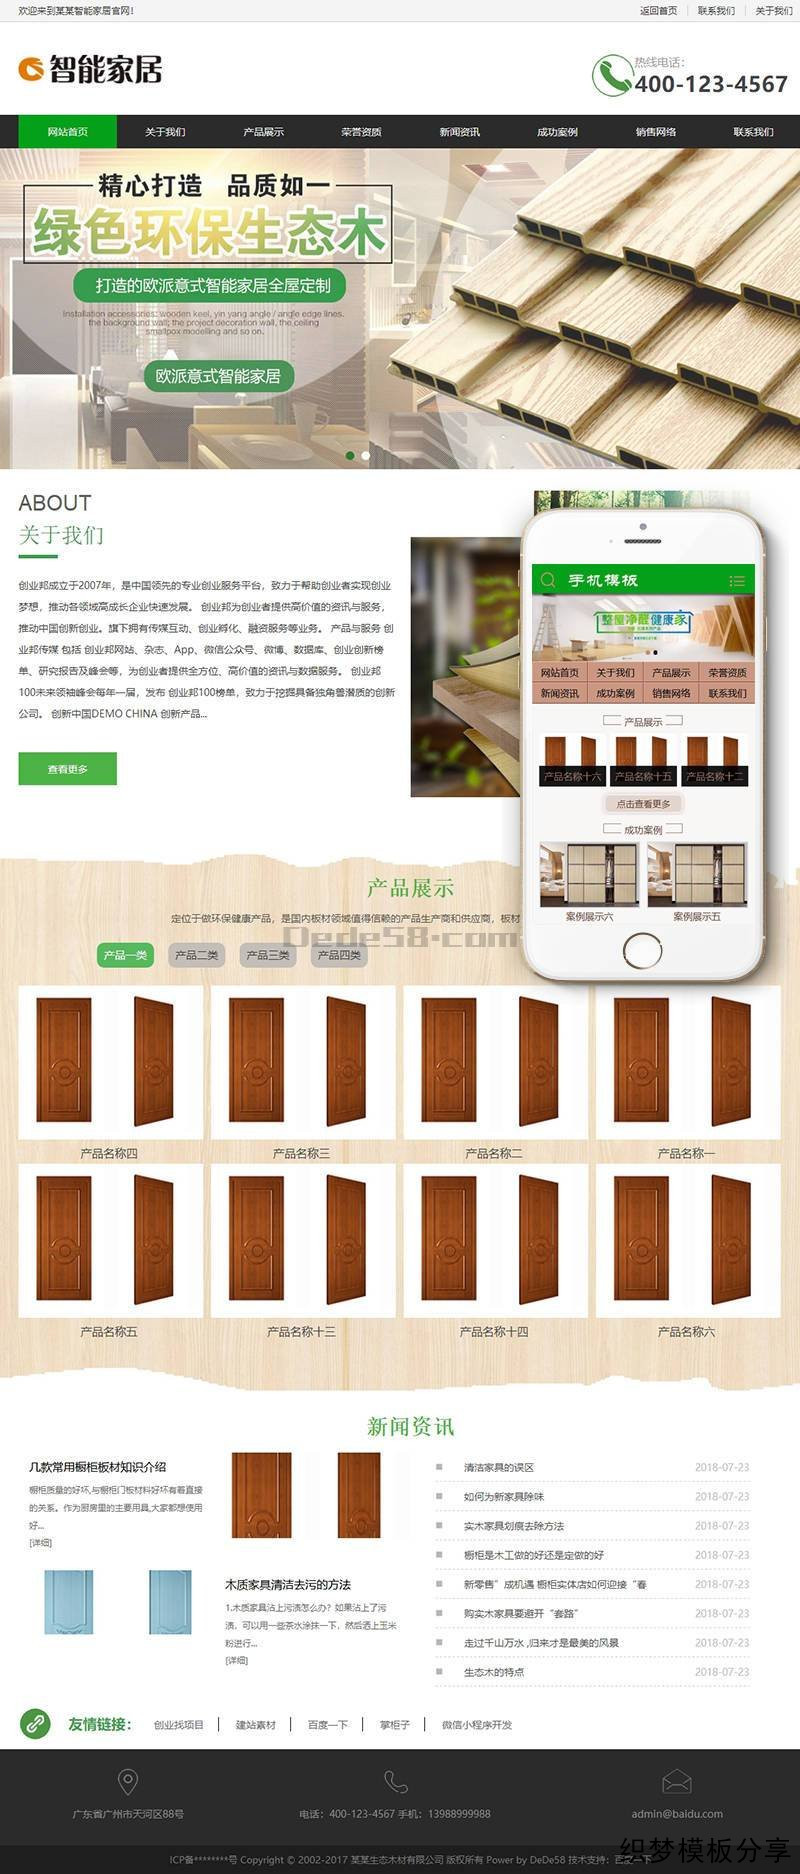 欢迎来到某某智能家居官网!
返回首页 | 联系我们 | 关于我们
智能家居
热线电话:
400-123-4567
网站首页 关于我们 产品展示 荣誉资质 新闻资讯 成功案例 销售网络 联系我们
精心打造 品质如一
绿色环保生态木
打造的欧派意式智能家居全屋定制
Installation accessories: wooden keel, yin yang angle / angle edge lines.
the background wall; the project decoration wall, the ceiling
smallpox modelling and so on.
欧派意式智能家居
ABOUT
关于我们
创业邦成立于2007年，是中国领先的专业创业服务平台，致力于帮助创业者实现创业
梦想，推动各领域高成长企业快速发展。 创业邦为创业者提供高价值的资讯与服务，
推动中国创新创业。旗下拥有传媒互动、创业孵化、融资服务等业务。 产品与服务 创
业邦传媒 包括 创业邦网站、杂志、App、微信公众号、微博、数据库、创业创新榜
单、研究报告及峰会等，为创业者提供全方位、高价值的资讯与数据服务。 创业邦
100未来领袖峰会每年一届，发布 创业邦100榜单，致力于挖掘具备独角兽潜质的创新
公司。 创新中国DEMO CHINA 创新产品...
查看更多
手机模板
整屋净醛健康家
网站首页 关于我们 产品展示 荣誉资质
新闻资讯 成功案例 销售网络 联系我们
产品展示
产品名称十六 产品名称十五 产品名称十二
点击查看更多
成功案例
案例展示六 案例展示五
产品展示
定位于做环保健康产品，是国内板材领域值得信赖的产品生产商和供应商，板材
Dede58.com
产品一类 产品二类 产品三类 产品四类
产品名称四 产品名称三 产品名称二 产品名称一
产品名称五 产品名称十三 产品名称十四 产品名称六
新闻资讯
几款常用橱柜板材知识介绍
橱柜质量的好坏,与橱柜门板材料好坏有着直接
的关系。作为厨房里的主要用具,大家都想使用
好...
[详细]
木质家具清洁去污的方法
1.木质家具沾上污渍怎么办？如果沾上了污
渍，可以用一些茶水涂抹一下，然后洒上玉米
粉进行...
[详细]
清洁家具的误区 2018-07-23
如何为新家具除味 2018-07-23
实木家具划痕去除方法 2018-07-23
橱柜是木工做的好还是定做的好 2018-07-23
新零售”成机遇 橱柜实体店如何迎接“春 2018-07-23
购实木家具要避开“套路” 2018-07-23
走过千山万水 ,归来才是最美的风景 2018-07-23
生态木的特点 2018-07-23
友情链接: 创业找项目 | 建站素材 | 百度一下 | 掌柜子 | 微信小程序开发
广东省广州市天河区88号
电话：400-123-4567 手机：13988999988
admin@baidu.com
ICP备********号 Copyright © 2002-2017 某某生态木材有限公司 版权所有 Power by DeDe58 技术支持：百度一下
织梦模板分享